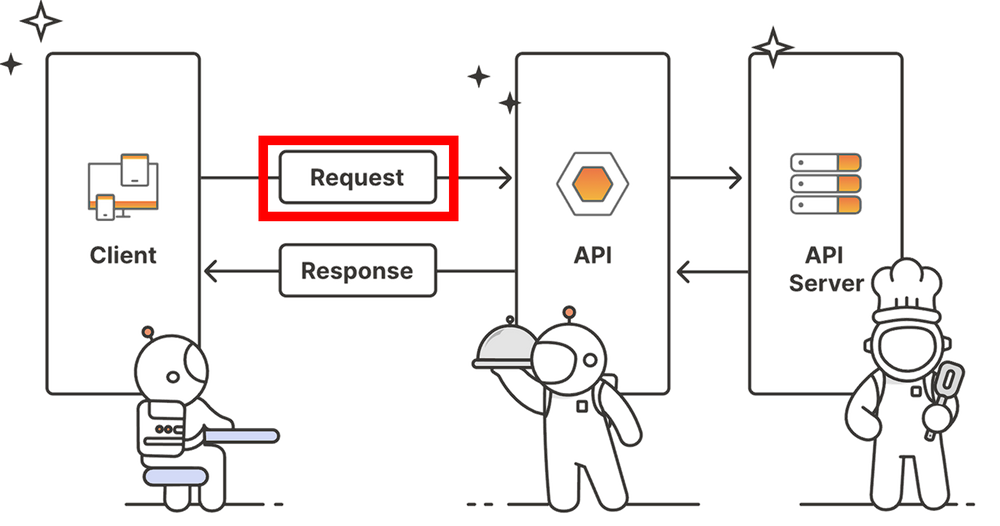 Request
Client
Response
API
API
Server